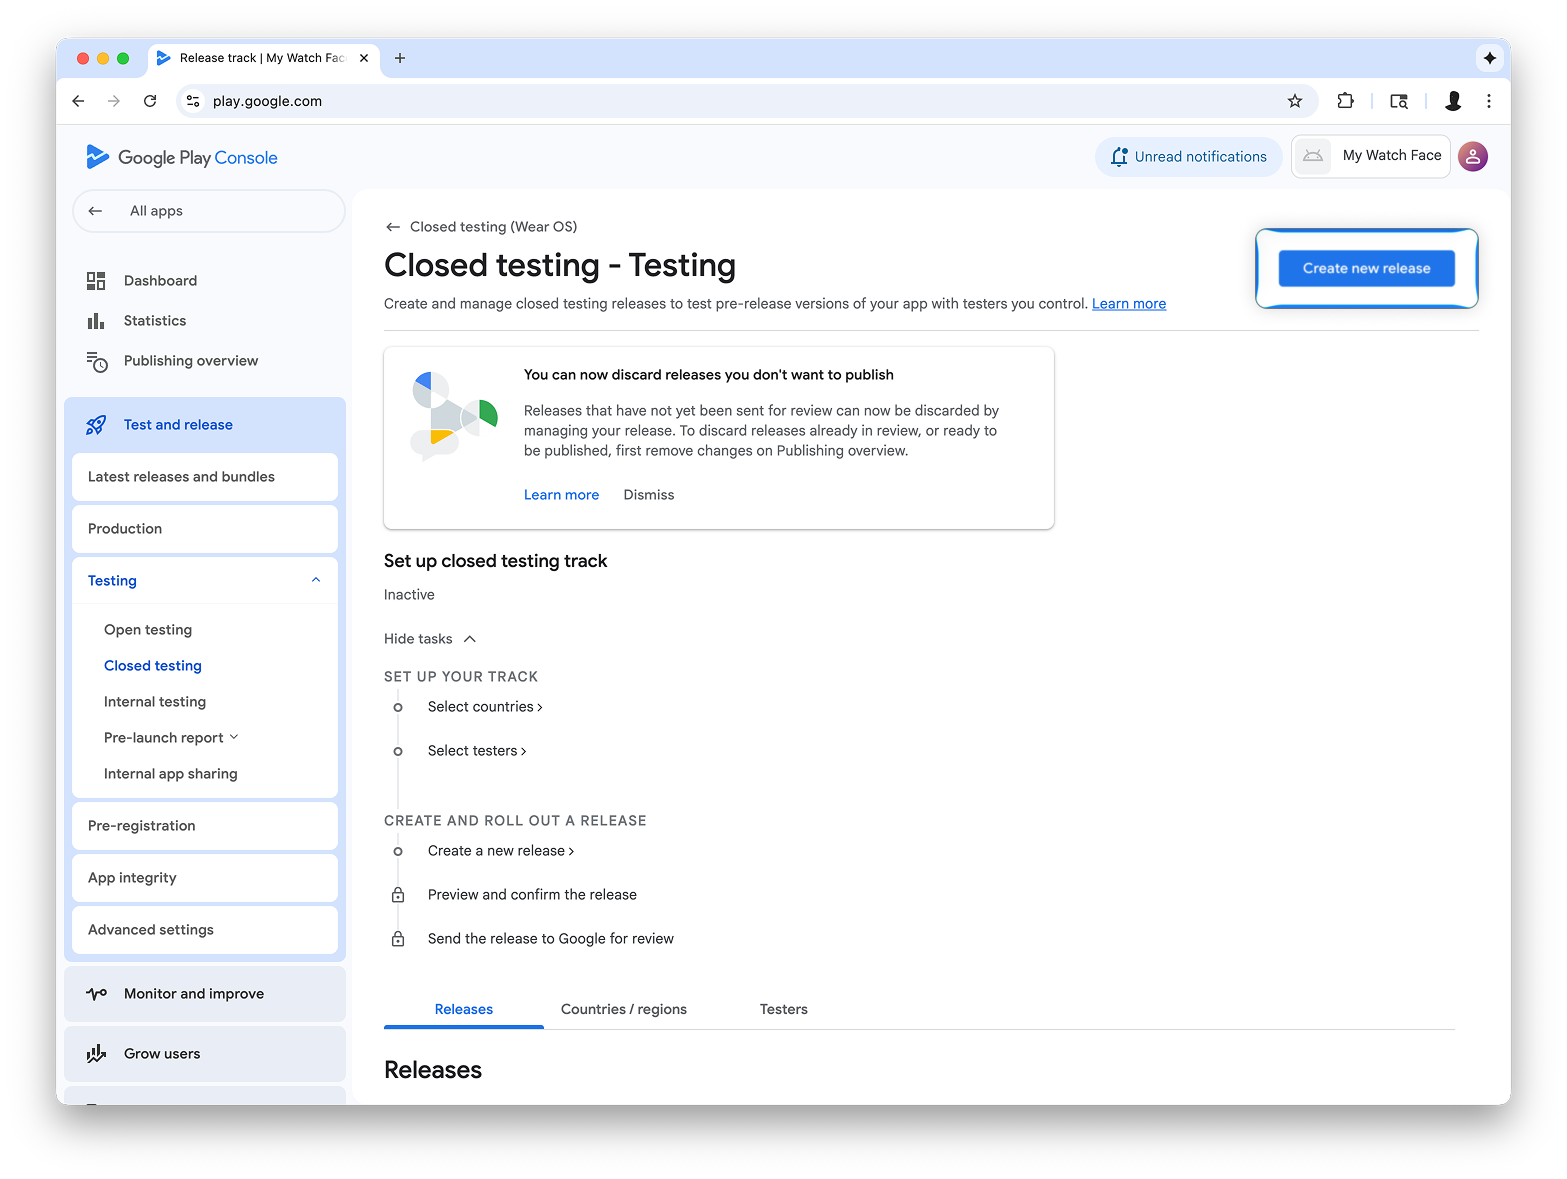 Release track | My Watch Fac
play.google.com
Google Play Console
Unread notifications
My Watch Face
All apps
Dashboard
Statistics
Publishing overview
Test and release
Latest releases and bundles
Production
Testing
Open testing
Closed testing
Internal testing
Pre-launch report
Internal app sharing
Pre-registration
App integrity
Advanced settings
Monitor and improve
Grow users
Closed testing (Wear OS)
Closed testing - Testing
Create new release
Create and manage closed testing releases to test pre-release versions of your app with testers you control. Learn more
You can now discard releases you don't want to publish
Releases that have not yet been sent for review can now be discarded by
managing your release. To discard releases already in review, or ready to
be published, first remove changes on Publishing overview.
Learn more Dismiss
Set up closed testing track
Inactive
Hide tasks
SET UP YOUR TRACK
Select countries
Select testers
CREATE AND ROLL OUT A RELEASE
Create a new release
Preview and confirm the release
Send the release to Google for review
Releases Countries / regions Testers
Releases